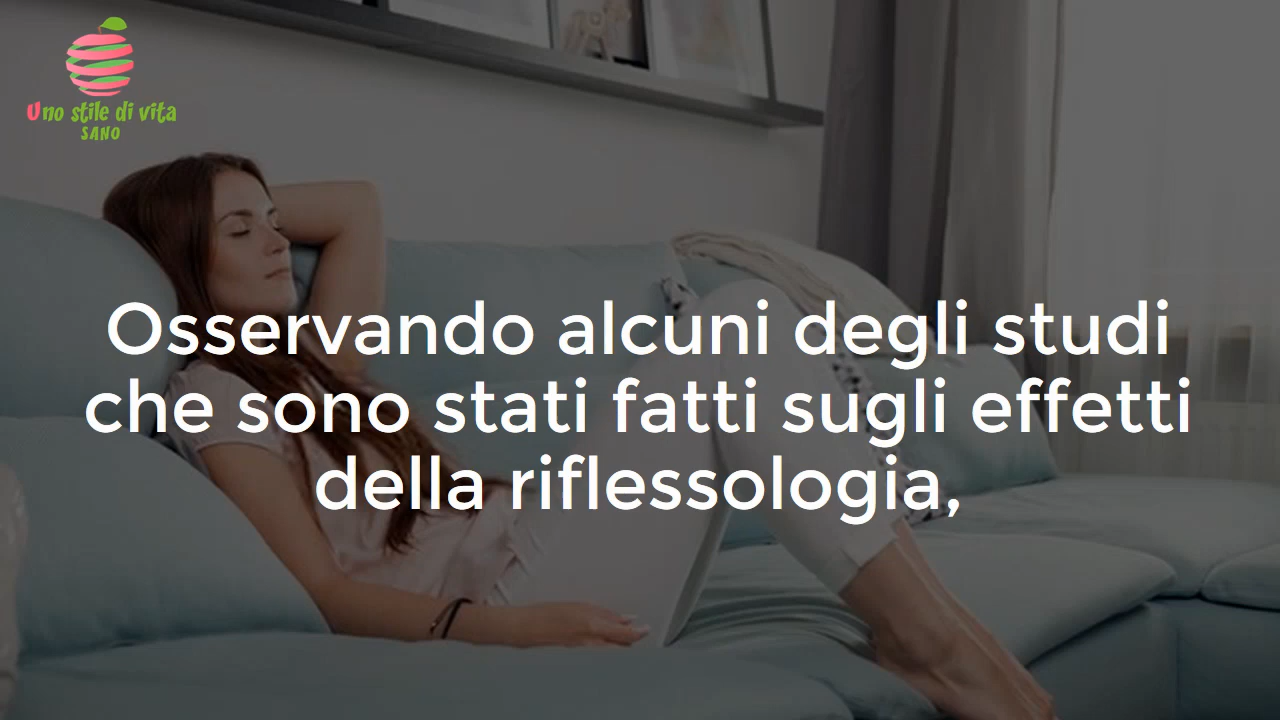 Uno stile di vita
SANO
Osservando alcuni degli studi
che sono stati fatti sugli effetti
della riflessologia,